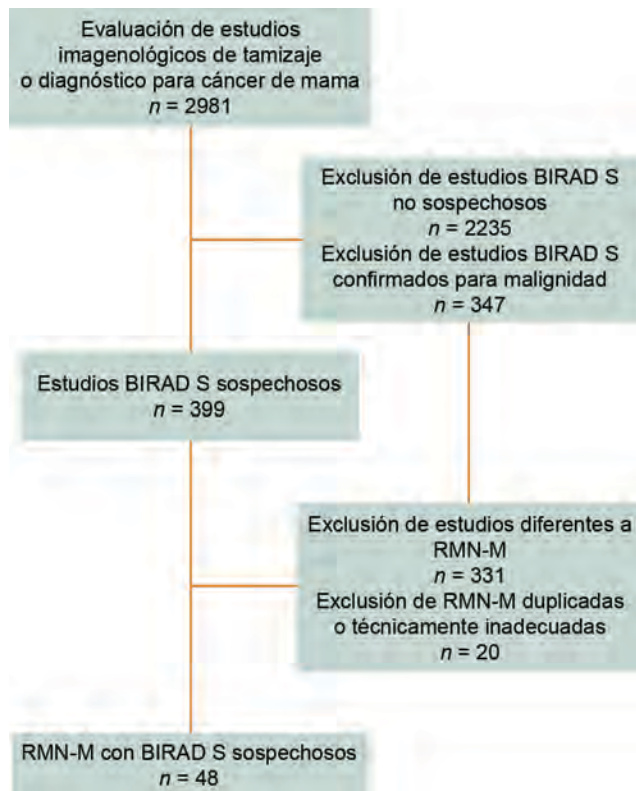 Evaluación de estudios
imagenológicos de tamizaje
o diagnóstico para cáncer de mama
n = 2981
Exclusión de estudios BIRAD S
no sospechosos
n = 2235
Exclusión de estudios BIRAD S
confirmados para malignidad
n = 347
Estudios BIRAD S sospechosos
n = 399
Exclusión de estudios diferentes a
RMN-M
n = 331
Exclusión de RMN-M duplicadas
o técnicamente inadecuadas
n = 20
RMN-M con BIRAD S sospechosos
n = 48